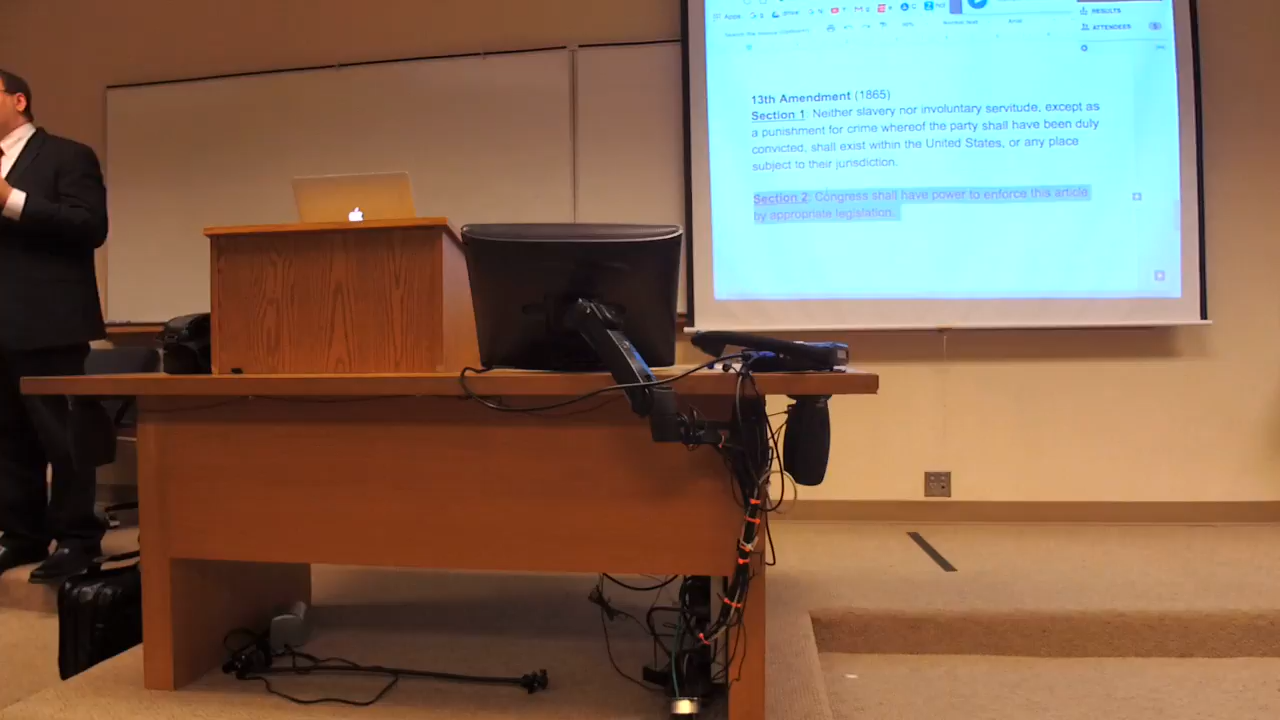 Apps
drive
RESULTS
ATTENDEES
13th Amendment (1865)
Section 1. Neither slavery nor involuntary servitude, except as
a punishment for crime whereof the party shall have been duly
convicted, shall exist within the United States, or any place
subject to their jurisdiction.
Section 2. Congress shall have power to enforce this article
by appropriate legislation.